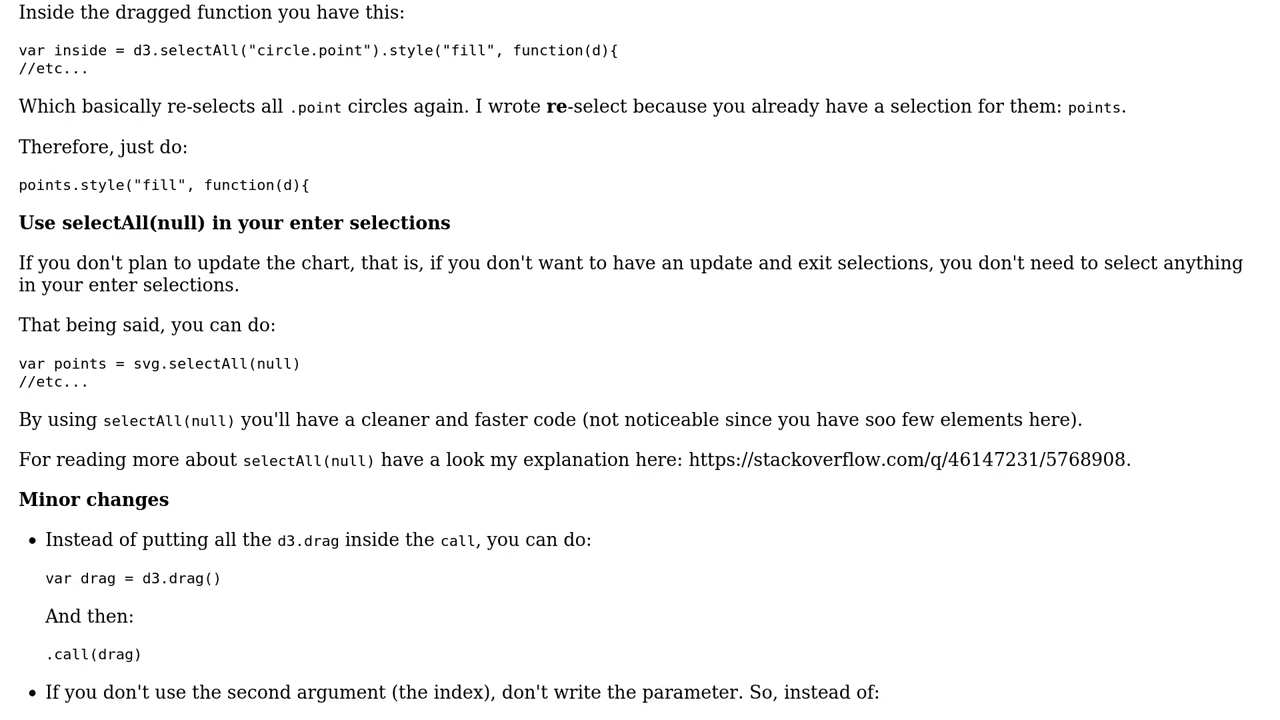 Inside the dragged function you have this:
var inside = d3.selectAll("circle.point").style("fill", function(d){
//etc...
Which basically re-selects all .point circles again. I wrote re-select because you already have a selection for them: points.
Therefore, just do:
points.style("fill", function(d){
Use selectAll(null) in your enter selections
If you don't plan to update the chart, that is, if you don't want to have an update and exit selections, you don't need to select anything
in your enter selections.
That being said, you can do:
var points = svg.selectAll(null)
//etc...
By using selectAll(null) you'll have a cleaner and faster code (not noticeable since you have soo few elements here).
For reading more about selectAll(null) have a look my explanation here: https://stackoverflow.com/q/46147231/5768908.
Minor changes
• Instead of putting all the d3.drag inside the call, you can do:
var drag = d3.drag()
And then:
.call(drag)
• If you don't use the second argument (the index), don't write the parameter. So, instead of: